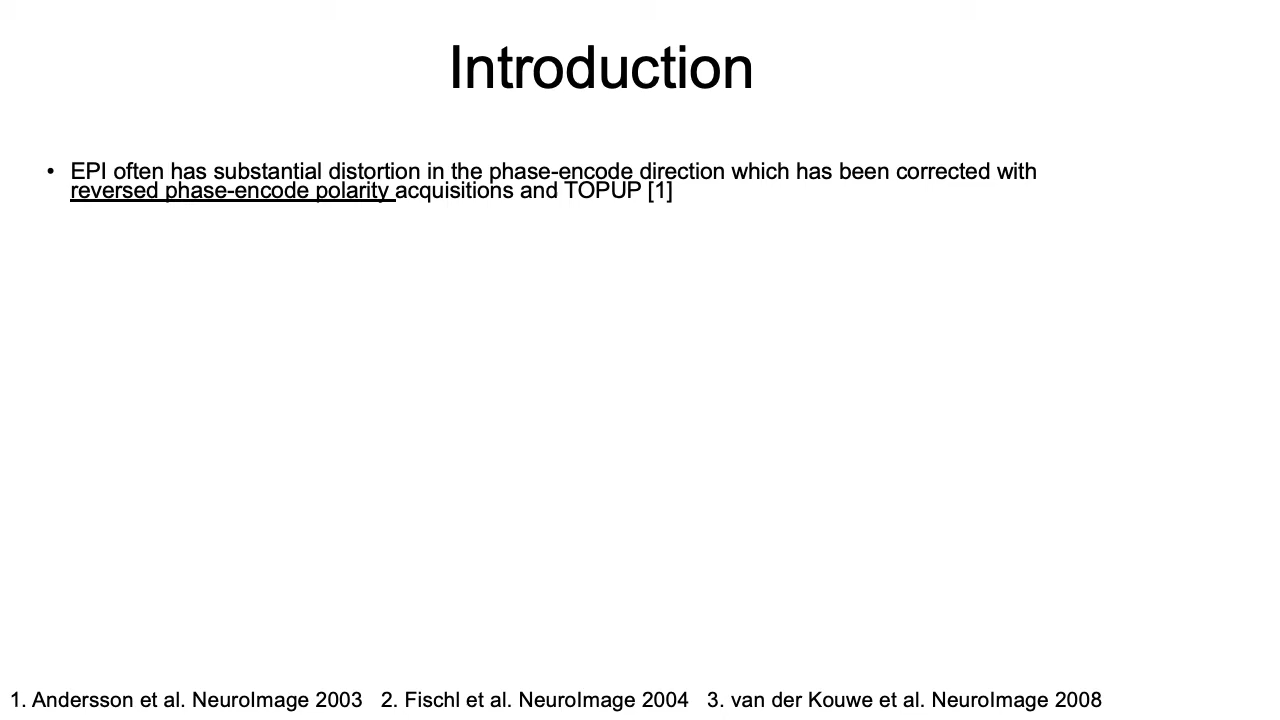 Introduction
• EPI often has substantial distortion in the phase-encode direction which has been corrected with
reversed phase-encode polarity acquisitions and TOPUP [1]
1. Andersson et al. NeuroImage 2003 2. Fischl et al. NeuroImage 2004 3. van der Kouwe et al. NeuroImage 2008